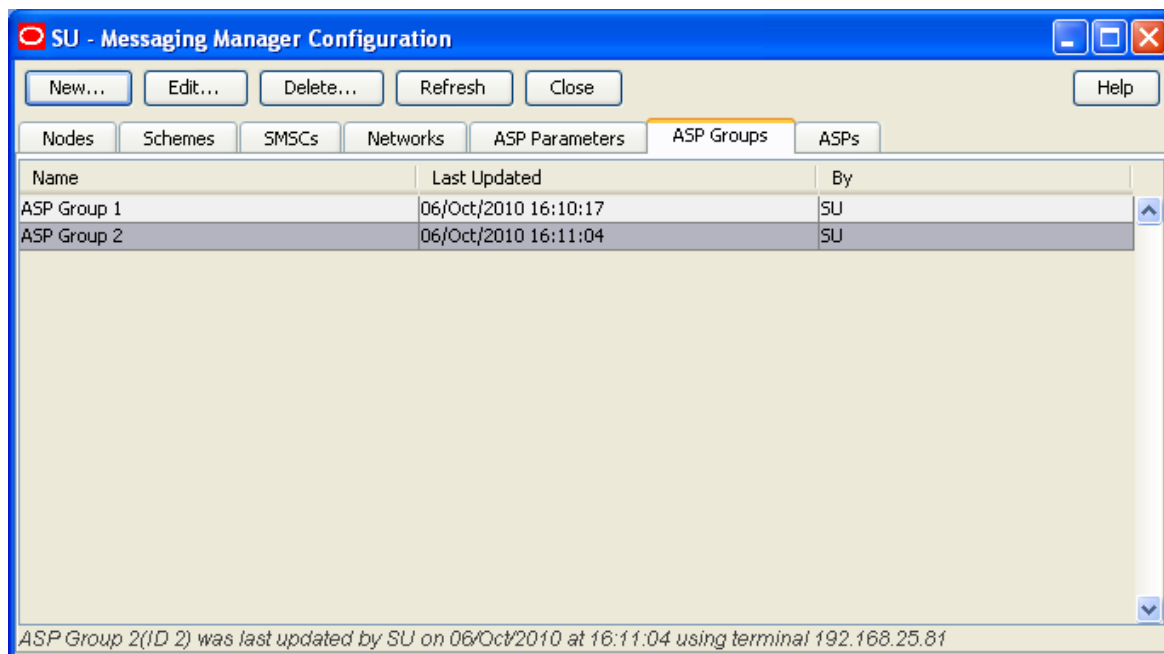 SU - Messaging Manager Configuration
New... Edit... Delete... Refresh Close Help
Nodes Schemes SMSCs Networks ASP Parameters ASP Groups ASPs
Name Last Updated By
ASP Group 1 06/Oct/2010 16:10:17 SU
ASP Group 2 06/Oct/2010 16:11:04 SU
ASP Group 2(ID 2) was last updated by SU on 06/Oct/2010 at 16:11:04 using terminal 192.168.25.81